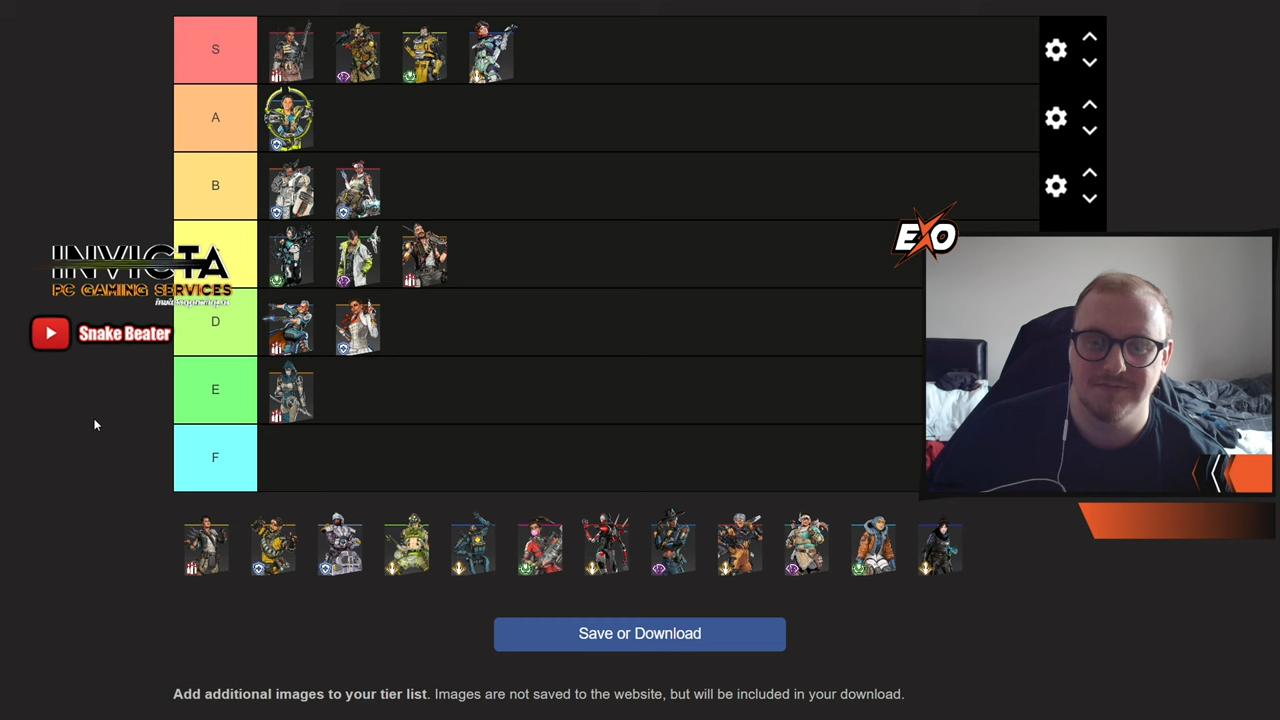 S
A
B
EXO
INVICTA
PC GAMING SERVICES
Snake Beater
D
E
F
Save or Download
Add additional images to your tier list. Images are not saved to the website, but will be included in your download.